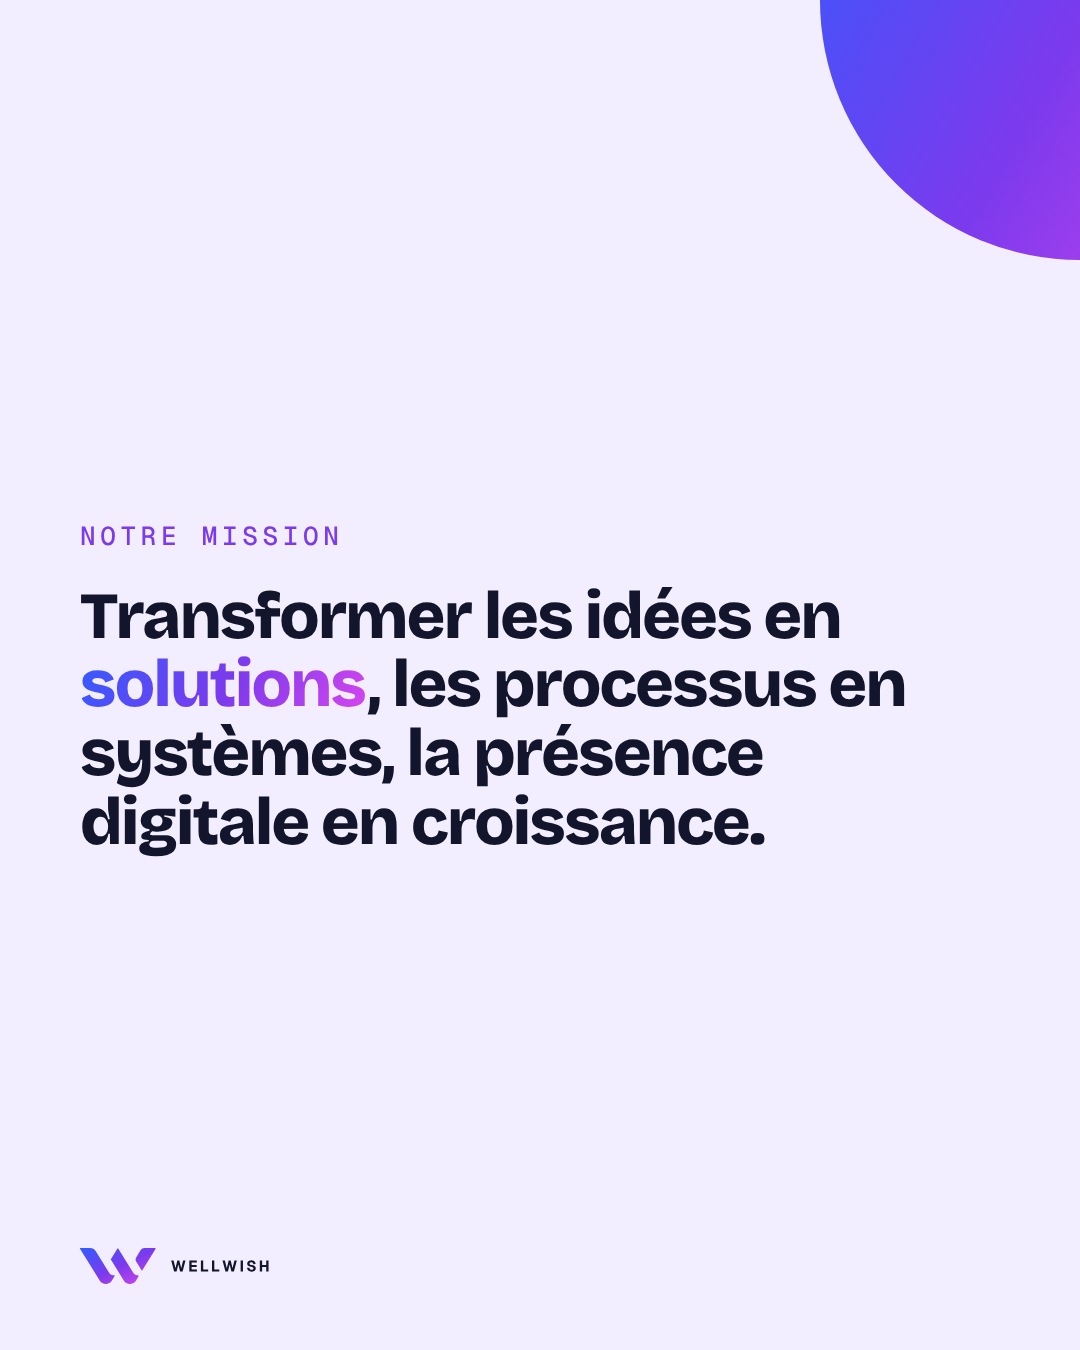 NOTRE MISSION
Transformer les idées en
solutions, les processus en
systèmes, la présence
digitale en croissance.
WELLWISH